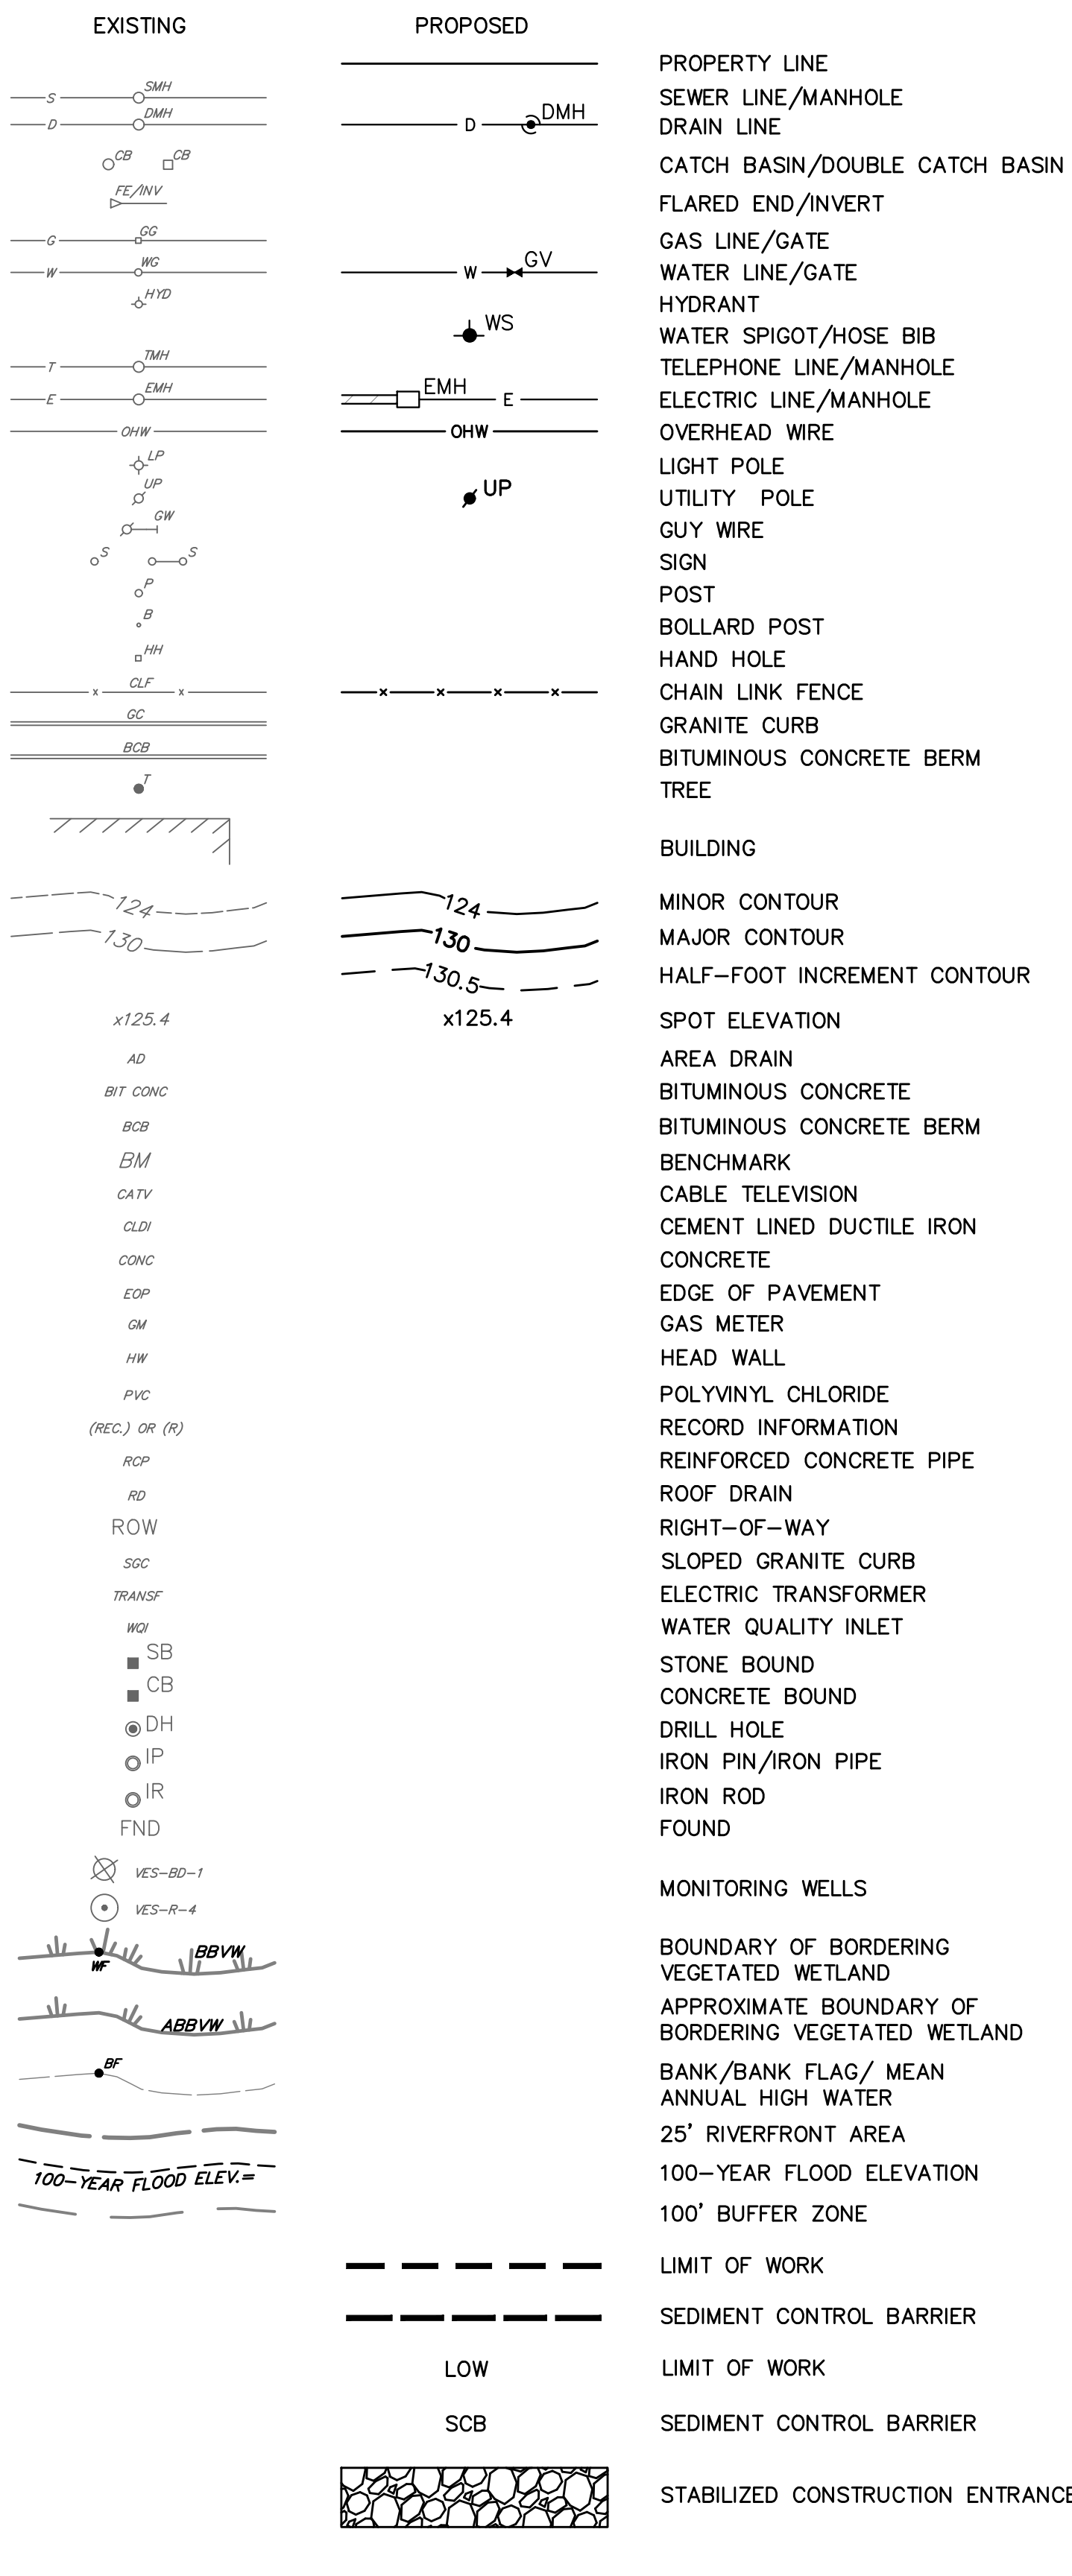 EXISTING PROPOSED
PROPERTY LINE
S SMH SEWER LINE/MANHOLE
D DMH D DMH DRAIN LINE
CB CB CATCH BASIN/DOUBLE CATCH BASIN
FE/INV FLARED END/INVERT
G GG GAS LINE/GATE
W WG W GV WATER LINE/GATE
HYD HYDRANT
WS WATER SPIGOT/HOSE BIB
T TMH TELEPHONE LINE/MANHOLE
E EMH EMH E ELECTRIC LINE/MANHOLE
OHW OHW OVERHEAD WIRE
LP LIGHT POLE
UP UP UTILITY POLE
GW GUY WIRE
S S SIGN
P POST
B BOLLARD POST
HH HAND HOLE
x CLF x x x x x CHAIN LINK FENCE
GC GRANITE CURB
BCB BITUMINOUS CONCRETE BERM
T TREE
BUILDING
124 124 MINOR CONTOUR
130 130 MAJOR CONTOUR
130.5 HALF-FOOT INCREMENT CONTOUR
x125.4 x125.4 SPOT ELEVATION
AD AREA DRAIN
BIT CONC BITUMINOUS CONCRETE
BCB BITUMINOUS CONCRETE BERM
BM BENCHMARK
CATV CABLE TELEVISION
CLDI CEMENT LINED DUCTILE IRON
CONC CONCRETE
EOP EDGE OF PAVEMENT
GM GAS METER
HW HEAD WALL
PVC POLYVINYL CHLORIDE
(REC.) OR (R) RECORD INFORMATION
RCP REINFORCED CONCRETE PIPE
RD ROOF DRAIN
ROW RIGHT-OF-WAY
SGC SLOPED GRANITE CURB
TRANSF ELECTRIC TRANSFORMER
WQI WATER QUALITY INLET
SB STONE BOUND
CB CONCRETE BOUND
DH DRILL HOLE
IP IRON PIN/IRON PIPE
IR IRON ROD
FND FOUND
VES-BD-1
MONITORING WELLS
VES-R-4
BBVW BOUNDARY OF BORDERING
WF VEGETATED WETLAND
APPROXIMATE BOUNDARY OF
ABBVW BORDERING VEGETATED WETLAND
BF BANK/BANK FLAG/ MEAN
ANNUAL HIGH WATER
25' RIVERFRONT AREA
100-YEAR FLOOD ELEV.= 100-YEAR FLOOD ELEVATION
100' BUFFER ZONE
LIMIT OF WORK
SEDIMENT CONTROL BARRIER
LOW LIMIT OF WORK
SCB SEDIMENT CONTROL BARRIER
STABILIZED CONSTRUCTION ENTRANCE